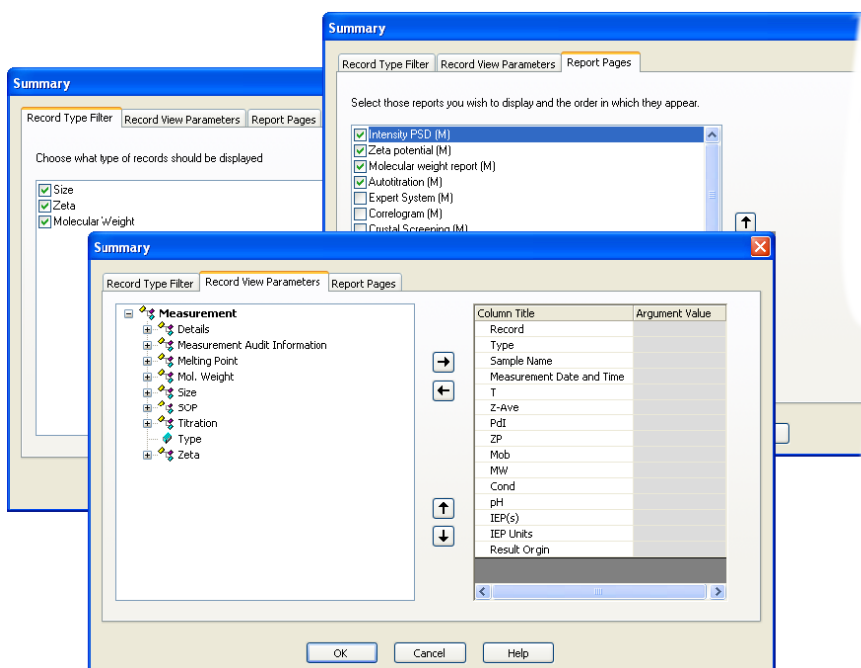 Summary
Record Type Filter Record View Parameters Report Pages
Select those reports you wish to display and the order in which they appear.
Intensity PSD (M)
Zeta potential (M)
Molecular weight report (M)
Autotitration (M)
Expert System (M)
Correlogram (M)
Crystal Screening (M)
Summary
Record Type Filter Record View Parameters Report Pages
Choose what type of records should be displayed
Size
Zeta
Molecular Weight
Summary
Record Type Filter Record View Parameters Report Pages
Measurement
Details
Measurement Audit Information
Melting Point
Mol. Weight
Size
SOP
Titration
Type
Zeta
Column Title Argument Value
Record
Type
Sample Name
Measurement Date and Time
T
Z-Ave
PdI
ZP
Mob
MW
Cond
pH
IEP(s)
IEP Units
Result Orgin
OK Cancel Help